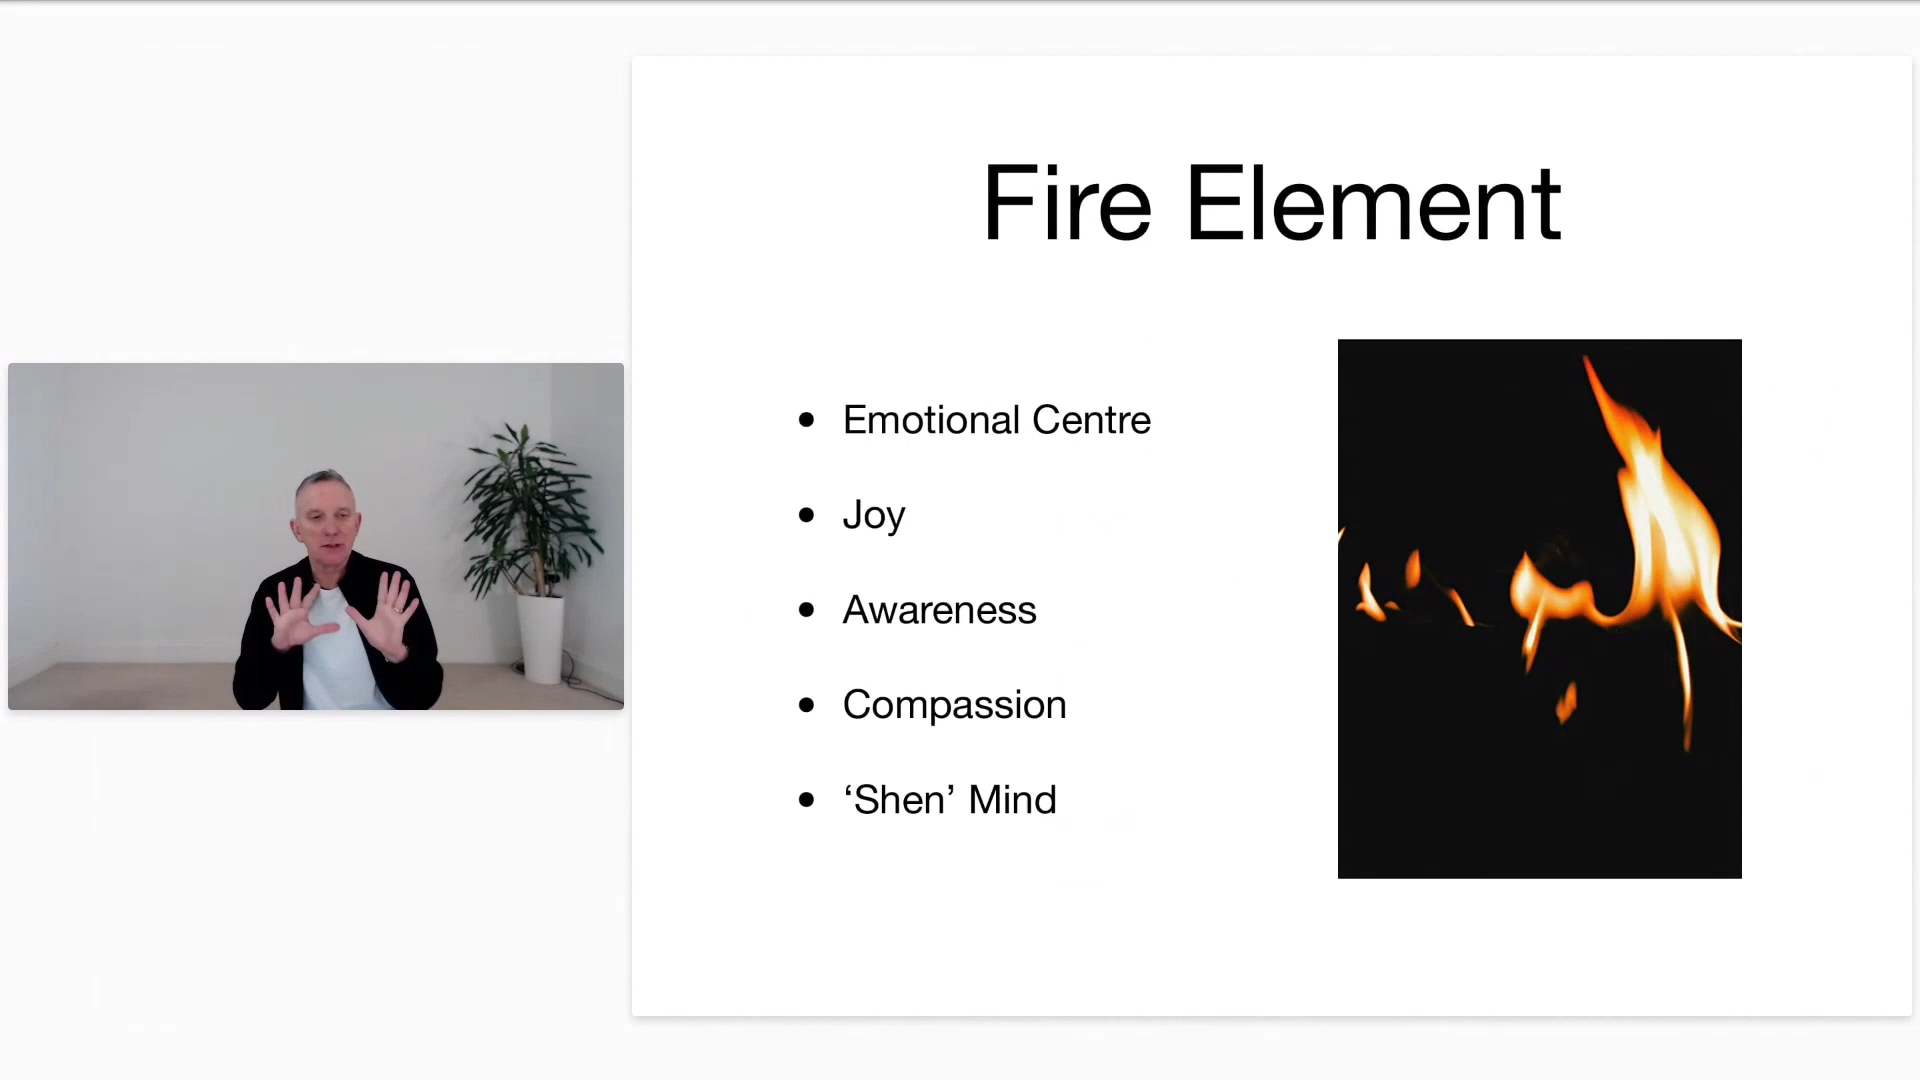 Fire Element
• Emotional Centre
• Joy
• Awareness
• Compassion
• ‘Shen’ Mind